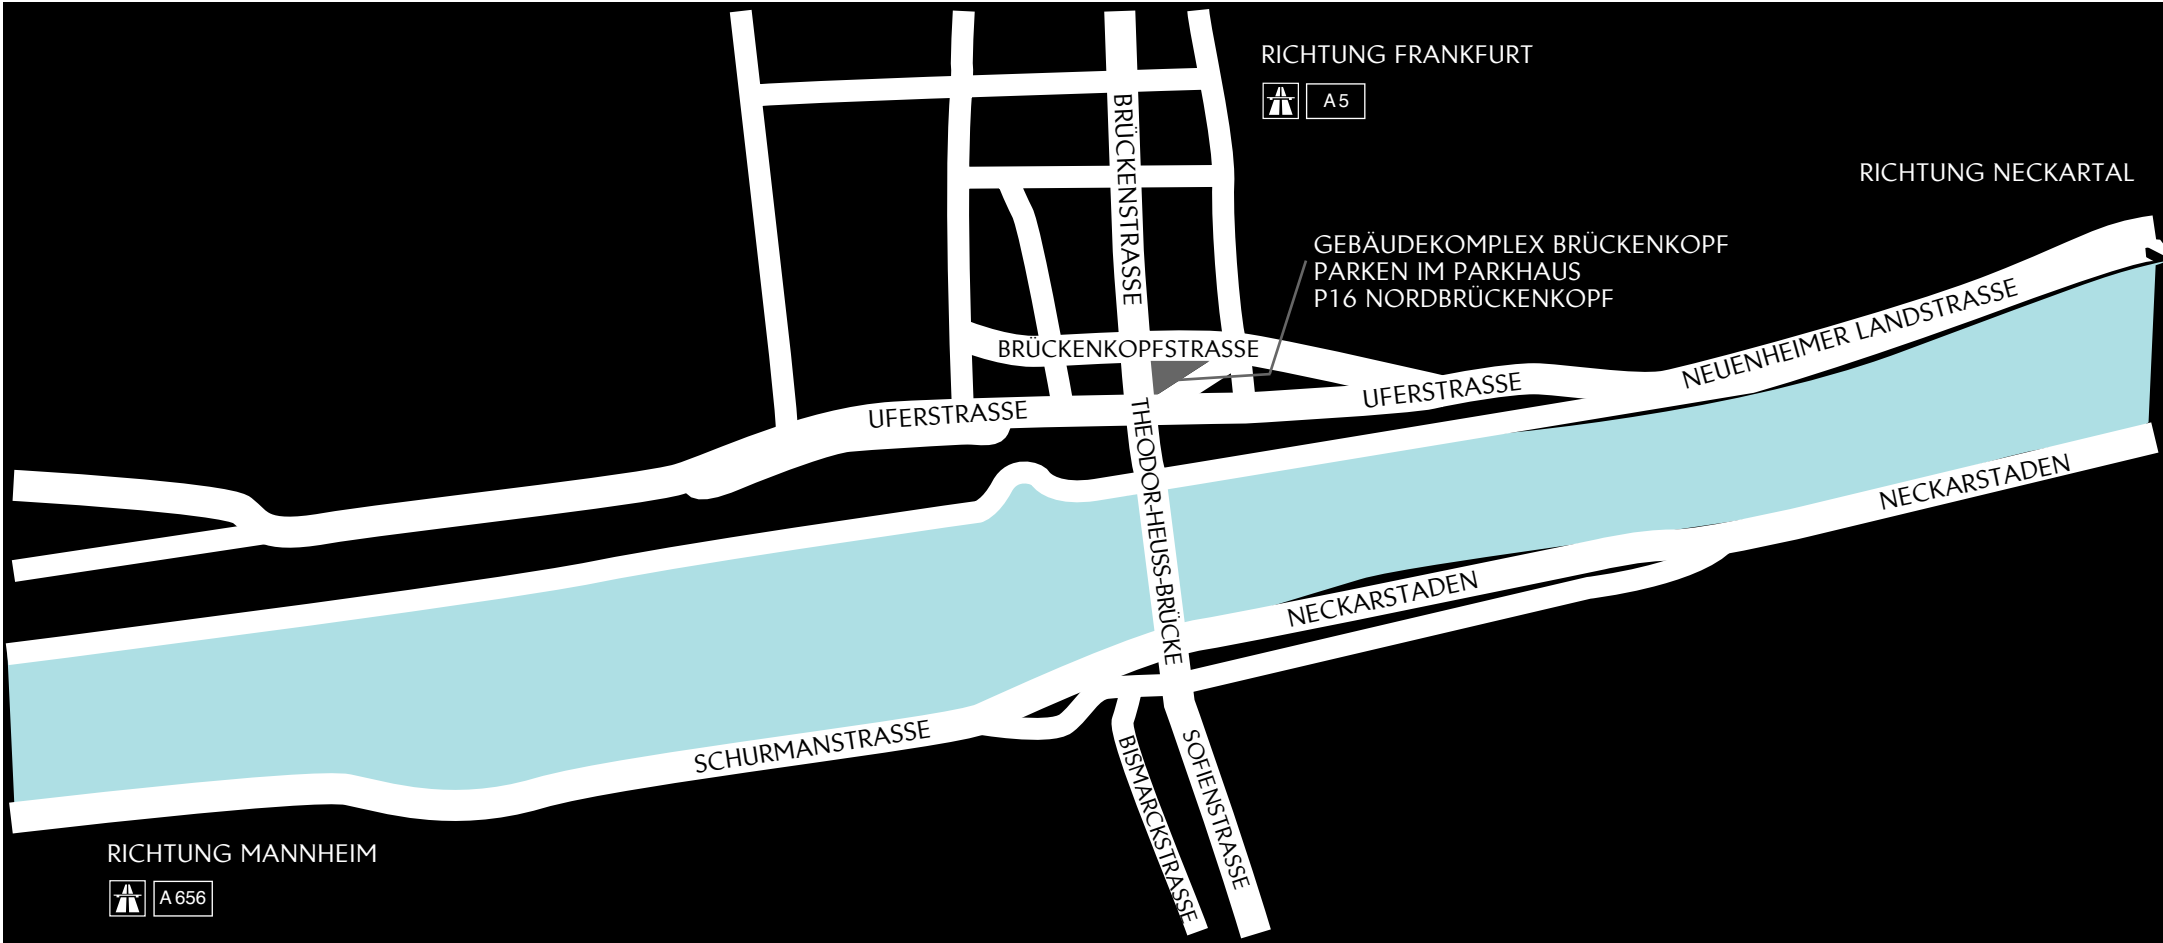 RICHTUNG FRANKFURT
A 5
RICHTUNG NECKARTAL
BRÜCKENSTRASSE
GEBÄUDEKOMPLEX BRÜCKENKOPF
PARKEN IM PARKHAUS
P16 NORDBRÜCKENKOPF
BRÜCKENKOPFSTRASSE
NEUENHEIMER LANDSTRASSE
UFERSTRASSE
UFERSTRASSE
THEODOR-HEUSS-BRÜCKE
NECKARSTADEN
NECKARSTADEN
SCHURMANSTRASSE
BISMARCKSTRASSE
SOFIENSTRASSE
RICHTUNG MANNHEIM
A 656